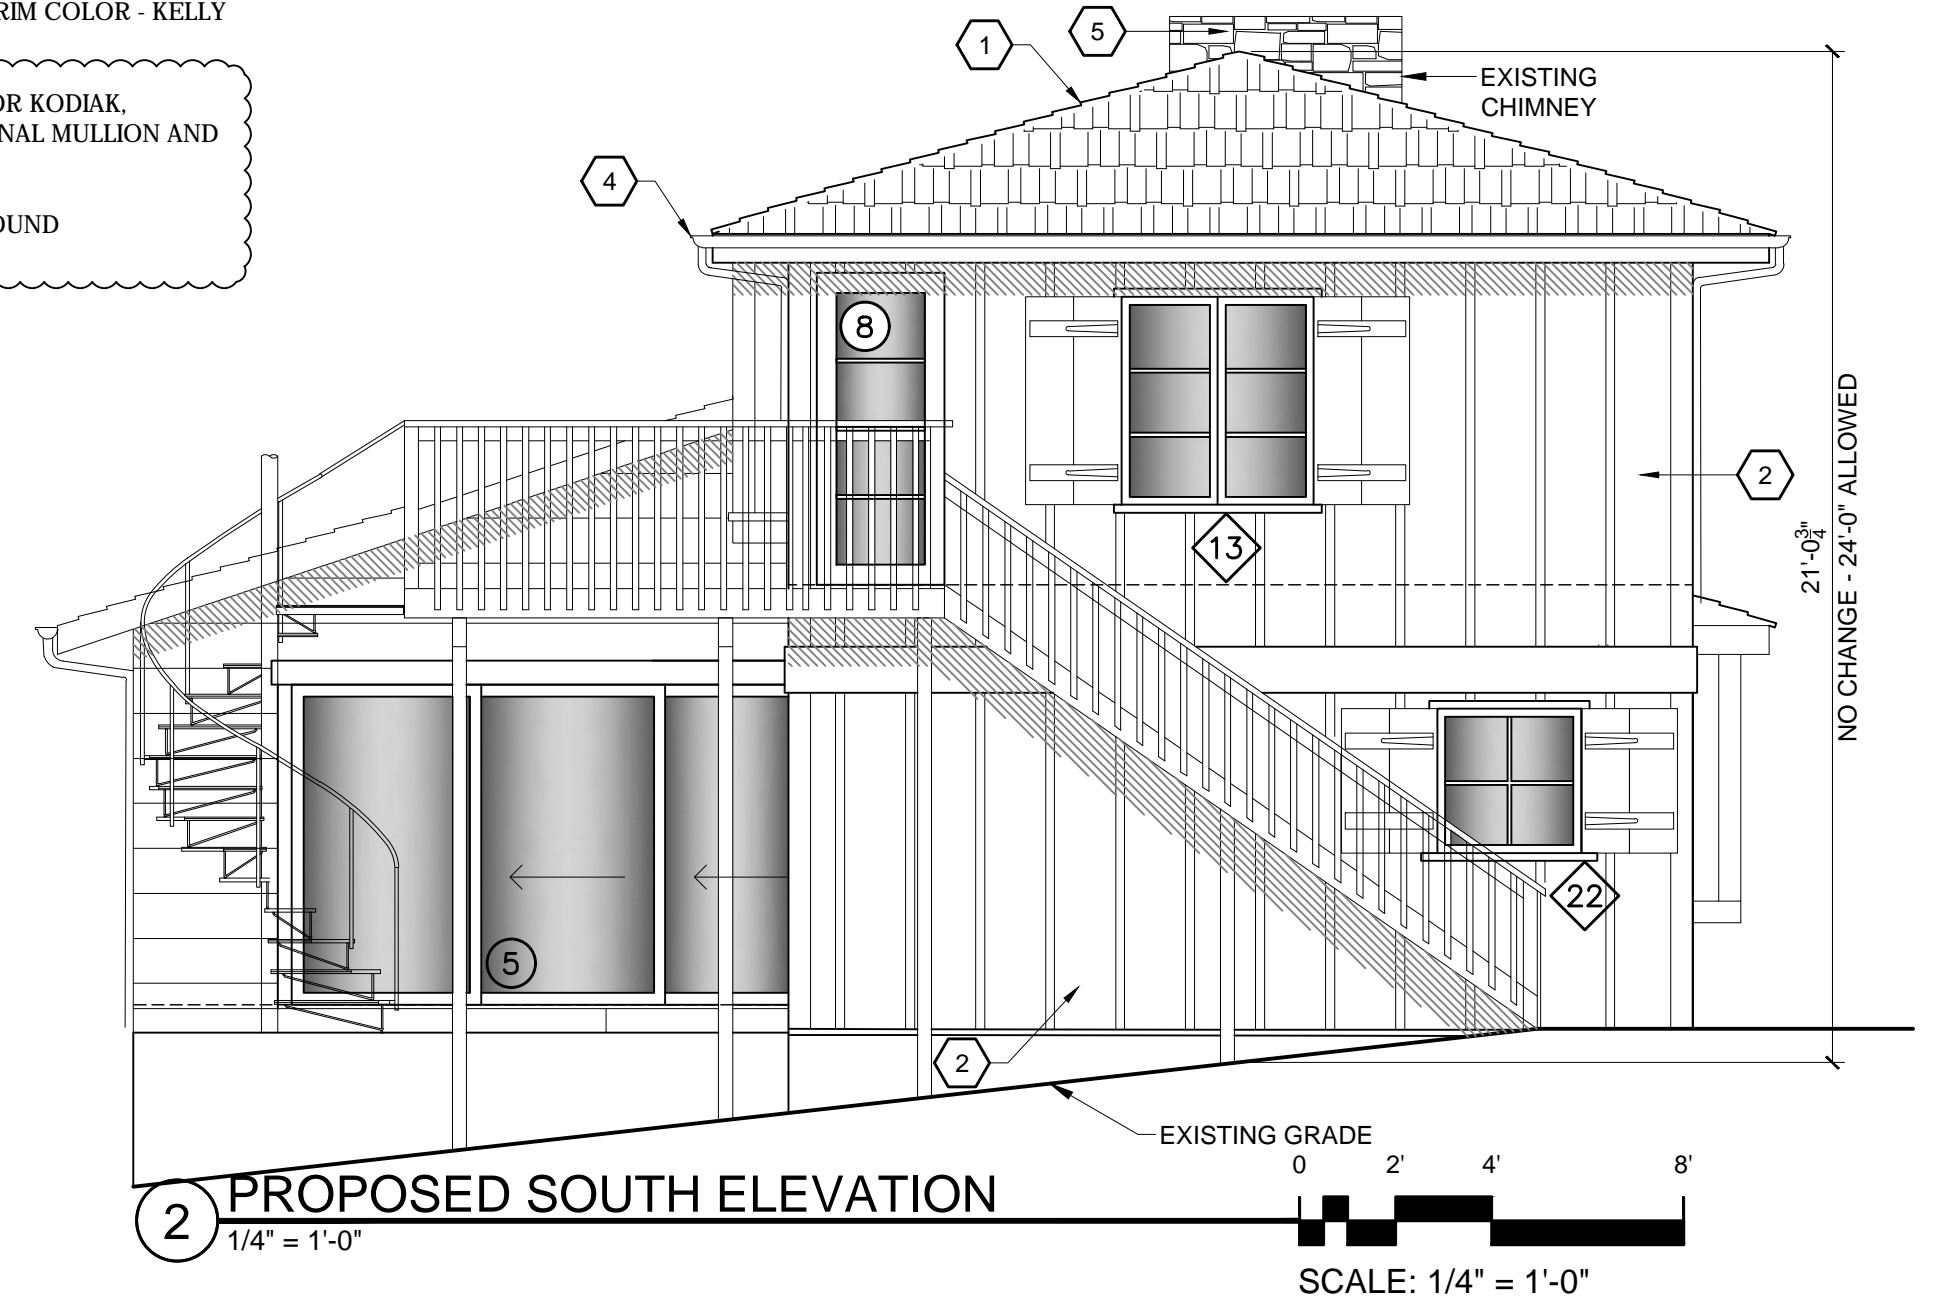 RIM COLOR - KELLY
OR KODIAK,
NAL MULLION AND
OUND
1
5
EXISTING
CHIMNEY
4
8
2
13
21'-0 3/4"
NO CHANGE - 24'-0" ALLOWED
22
5
2
EXISTING GRADE
2
PROPOSED SOUTH ELEVATION
1/4" = 1'-0"
0 2' 4' 8'
SCALE: 1/4" = 1'-0"